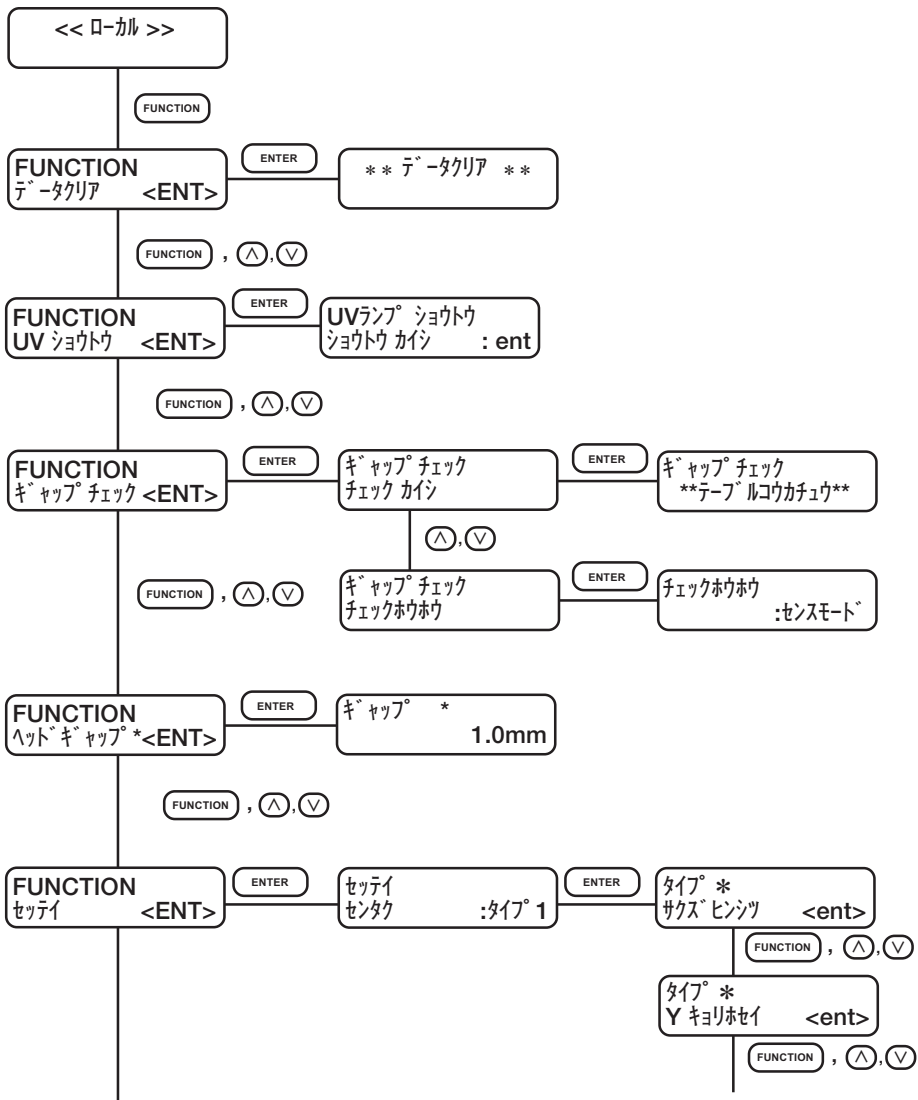 << ﾛｰｶﾙ >>
FUNCTION
FUNCTION
ﾃﾞｰﾀｸﾘｱ <ENT>
ENTER
** ﾃﾞｰﾀｸﾘｱ **
FUNCTION , ∧,∨
FUNCTION
UV ｼｮｳﾄｳ <ENT>
ENTER
UVﾗﾝﾌﾟ ｼｮｳﾄｳ
ｼｮｳﾄｳ ｶｲｼ : ent
FUNCTION , ∧,∨
FUNCTION
ｷﾞｬｯﾌﾟﾁｪｯｸ <ENT>
ENTER
ｷﾞｬｯﾌﾟﾁｪｯｸ
ﾁｪｯｸ ｶｲｼ
ENTER
ｷﾞｬｯﾌﾟﾁｪｯｸ
**ﾃｰﾌﾞﾙｺｳｶﾁｭｳ**
∧,∨
FUNCTION , ∧,∨
ｷﾞｬｯﾌﾟﾁｪｯｸ
ﾁｪｯｸﾎｳﾎｳ
ENTER
ﾁｪｯｸﾎｳﾎｳ
:ｾﾝｽﾓｰﾄﾞ
FUNCTION
ﾍｯﾄﾞｷﾞｬｯﾌﾟ*<ENT>
ENTER
ｷﾞｬｯﾌﾟ *
1.0mm
FUNCTION , ∧,∨
FUNCTION
ｾｯﾃｲ <ENT>
ENTER
ｾｯﾃｲ
ｾﾝﾀｸ :ﾀｲﾌﾟ1
ENTER
ﾀｲﾌﾟ *
ｻｸｽﾞﾋﾝｼﾂ <ent>
FUNCTION , ∧,∨
ﾀｲﾌﾟ *
Y ｷｮﾘﾎｾｲ <ent>
FUNCTION , ∧,∨